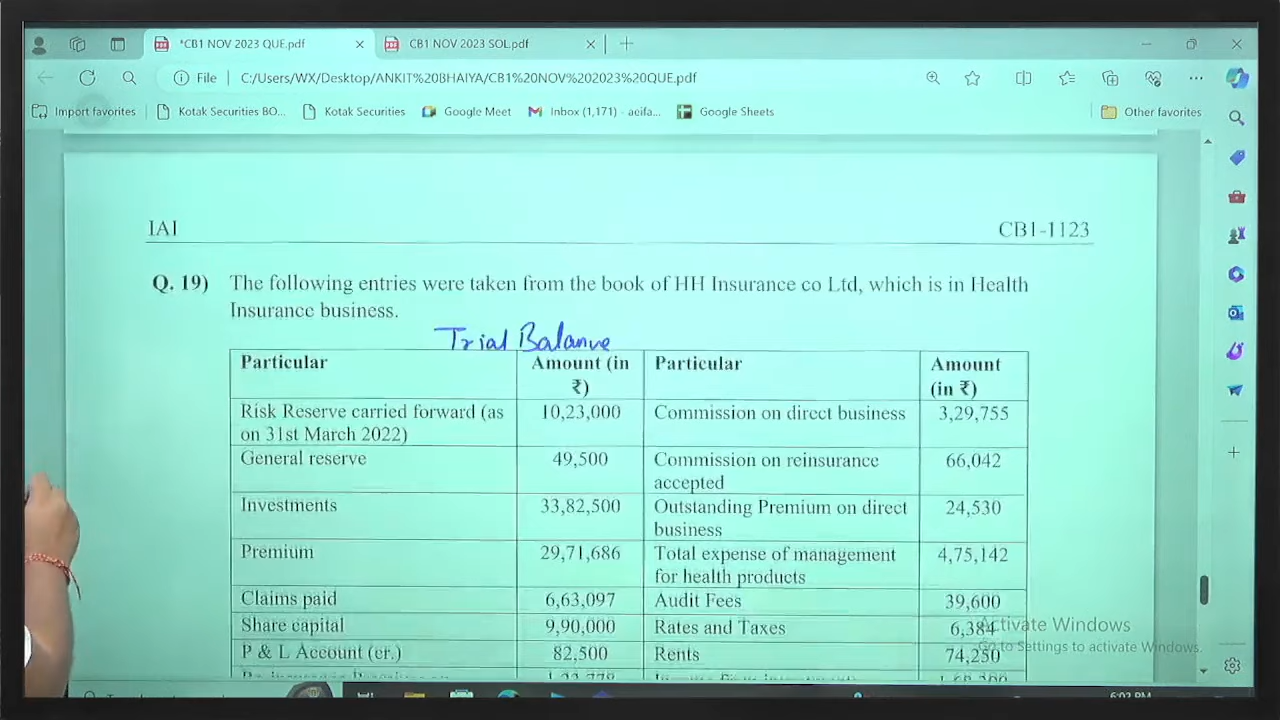 *CB1 NOV 2023 QUE.pdf
CB1 NOV 2023 SOL.pdf
File
C:/Users/WX/Desktop/ANKIT%20BHAIYA/CB1%20NOV%202023%20QUE.pdf
Import favorites
Kotak Securities BO...
Kotak Securities
Google Meet
Inbox (1,171) - aeifa...
Google Sheets
Other favorites
IAI
CB1-1123
Q. 19) The following entries were taken from the book of HH Insurance co Ltd, which is in Health
Insurance business.
Trial Balance
Particular Amount (in ₹) Particular Amount (in ₹)
Risk Reserve carried forward (as on 31st March 2022) 10,23,000 Commission on direct business 3,29,755
General reserve 49,500 Commission on reinsurance accepted 66,042
Investments 33,82,500 Outstanding Premium on direct business 24,530
Premium 29,71,686 Total expense of management for health products 4,75,142
Claims paid 6,63,097 Audit Fees 39,600
Share capital 9,90,000 Rates and Taxes 6,384
P & L Account (cr.) 82,500 Rents 74,250
Activate Windows
Go to Settings to activate Windows.
6:02 PM